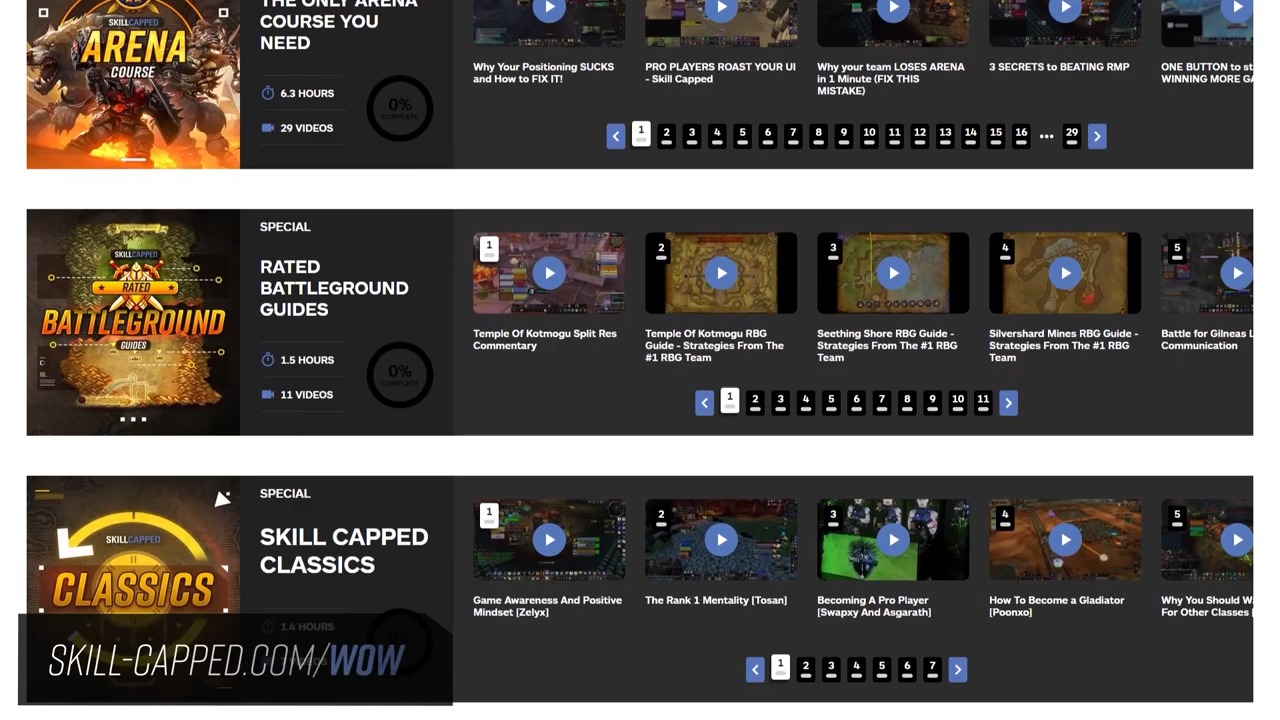 THE ONLY ARENA
COURSE YOU
NEED
SKILLCAPPED
ARENA
COURSE
6.3 HOURS
29 VIDEOS
0%
COMPLETE
Why Your Positioning SUCKS
and How to FIX IT!
PRO PLAYERS ROAST YOUR UI
- Skill Capped
Why your team LOSES ARENA
in 1 Minute (FIX THIS
MISTAKE)
3 SECRETS to BEATING RMP
ONE BUTTON to st
WINNING MORE GA
1 2 3 4 5 6 7 8 9 10 11 12 13 14 15 16 ••• 29
SKILLCAPPED
RATED
BATTLEGROUND
GUIDES
SPECIAL
RATED
BATTLEGROUND
GUIDES
1.5 HOURS
11 VIDEOS
0%
COMPLETE
1
2
3
4
5
Temple Of Kotmogu Split Res
Commentary
Temple Of Kotmogu RBG
Guide - Strategies From The
#1 RBG Team
Seething Shore RBG Guide -
Strategies From The #1 RBG
Team
Silvershard Mines RBG Guide -
Strategies From The #1 RBG
Team
Battle for Gilneas
Communication
1 2 3 4 5 6 7 8 9 10 11
SKILLCAPPED
CLASSICS
SPECIAL
SKILL CAPPED
CLASSICS
1.4 HOURS
1
2
3
4
5
Game Awareness And Positive
Mindset [Zelyx]
The Rank 1 Mentality [Tosan]
Becoming A Pro Player
[Swapxy And Asgarath]
How To Become a Gladiator
[Poonxo]
Why You Should W
For Other Classes
1 2 3 4 5 6 7
SKILL-CAPPED.COM/WOW